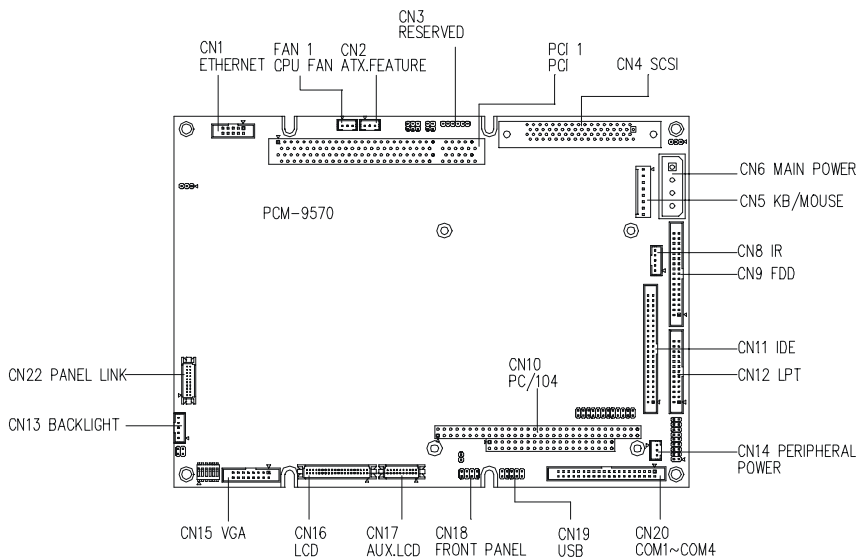 CN3
RESERVED
CN1
ETHERNET
FAN 1
CPU FAN
CN2
ATX.FEATURE
PCI 1
PCI
CN4 SCSI
CN6 MAIN POWER
CN5 KB/MOUSE
PCM-9570
CN8 IR
CN9 FDD
CN11 IDE
CN10
PC/104
CN22 PANEL LINK
CN12 LPT
CN13 BACKLIGHT
CN14 PERIPHERAL
POWER
CN15 VGA
CN16
LCD
CN17
AUX.LCD
CN18
FRONT PANEL
CN19
USB
CN20
COM1~COM4